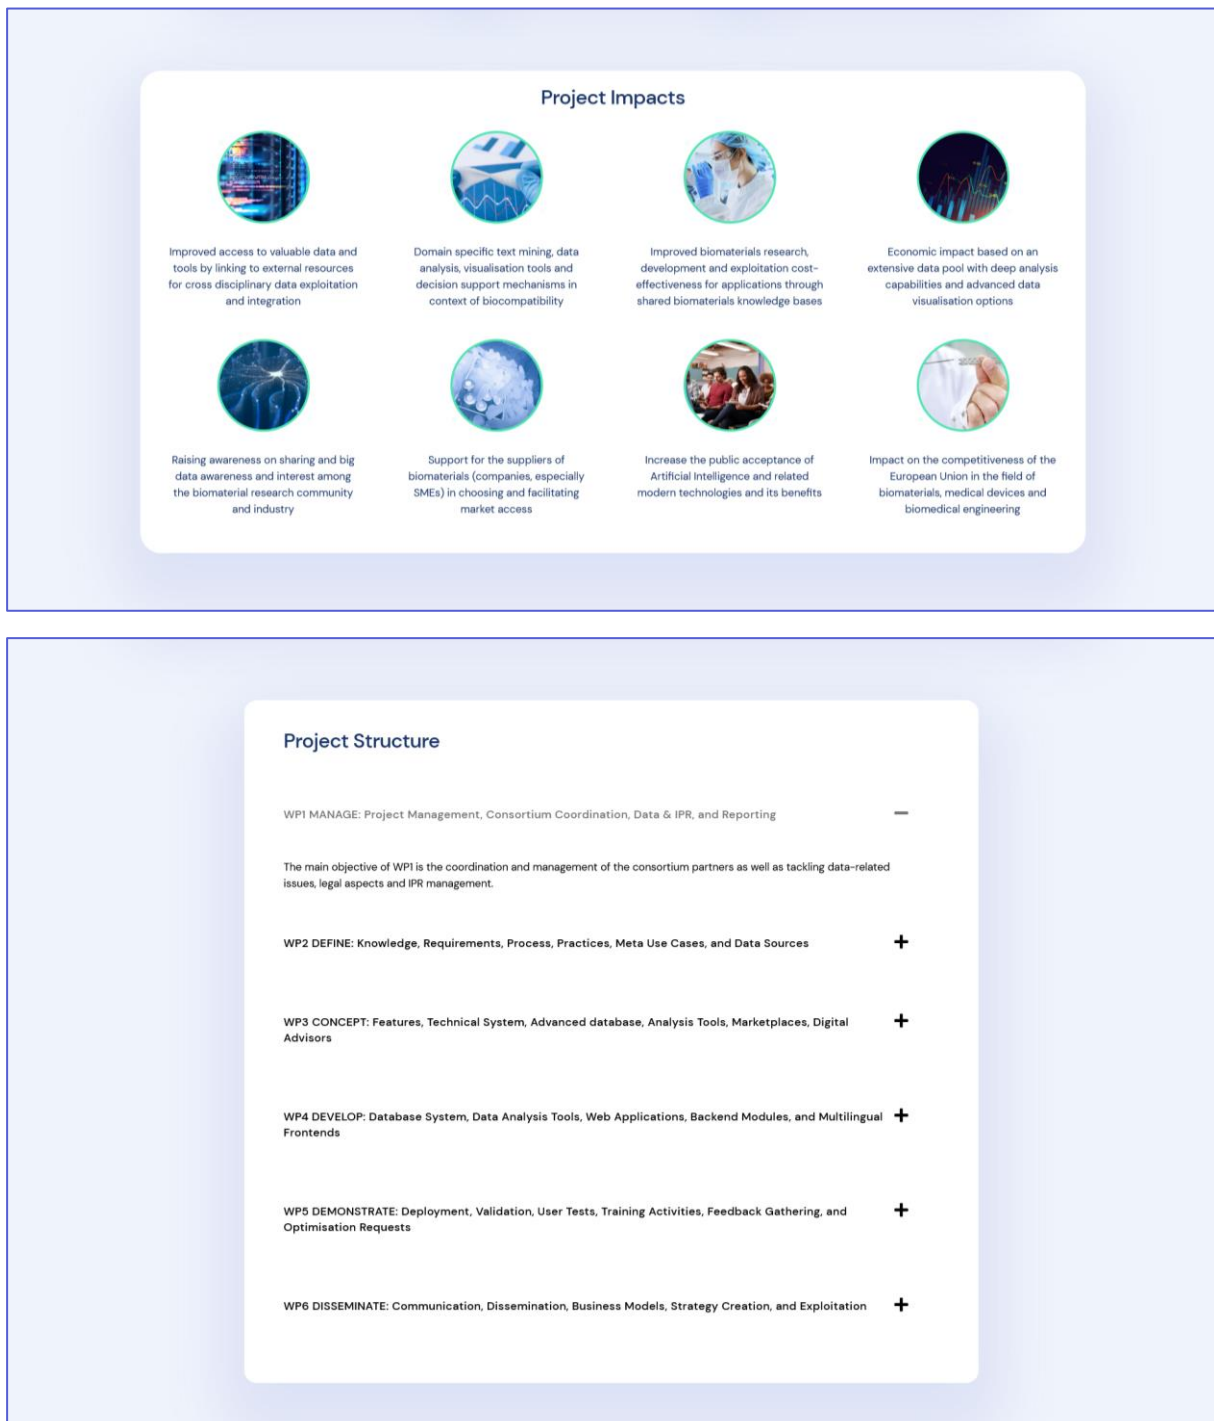 Project Impacts
Improved access to valuable data and
tools by linking to external resources
for cross disciplinary data exploitation
and integration
Domain specific text mining, data
analysis, visualisation tools and
decision support mechanisms in
context of biocompatibility
Improved biomaterials research,
development and exploitation cost-
effectiveness for applications through
shared biomaterials knowledge bases
Economic impact based on an
extensive data pool with deep analysis
capabilities and advanced data
visualisation options
Raising awareness on sharing and big
data awareness and interest among
the biomaterial research community
and industry
Support for the suppliers of
biomaterials (companies, especially
SMEs) in choosing and facilitating
market access
Increase the public acceptance of
Artificial Intelligence and related
modern technologies and its benefits
Impact on the competitiveness of the
European Union in the field of
biomaterials, medical devices and
biomedical engineering
Project Structure
WP1 MANAGE: Project Management, Consortium Coordination, Data & IPR, and Reporting
The main objective of WP1 is the coordination and management of the consortium partners as well as tackling data-related
issues, legal aspects and IPR management.
WP2 DEFINE: Knowledge, Requirements, Process, Practices, Meta Use Cases, and Data Sources
WP3 CONCEPT: Features, Technical System, Advanced database, Analysis Tools, Marketplaces, Digital
Advisors
WP4 DEVELOP: Database System, Data Analysis Tools, Web Applications, Backend Modules, and Multilingual
Frontends
WP5 DEMONSTRATE: Deployment, Validation, User Tests, Training Activities, Feedback Gathering, and
Optimisation Requests
WP6 DISSEMINATE: Communication, Dissemination, Business Models, Strategy Creation, and Exploitation